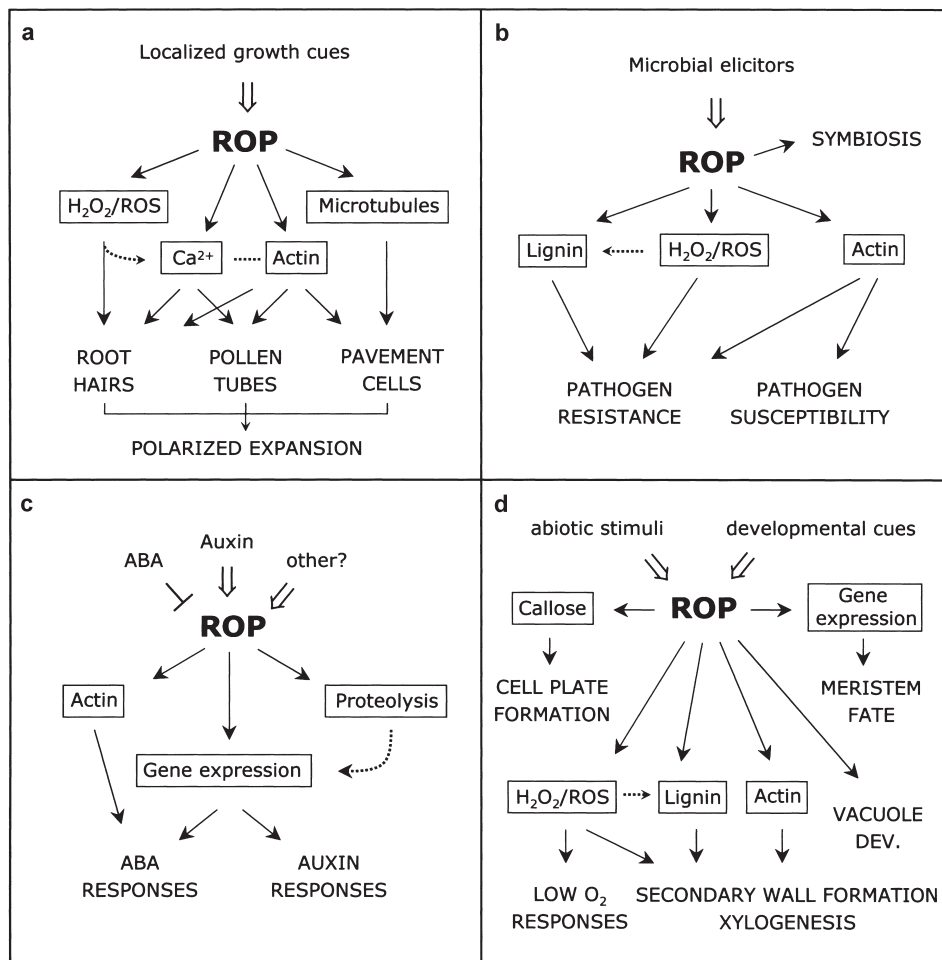 a
Localized growth cues
ROP
H₂O₂/ROS
Microtubules
Ca²⁺
Actin
ROOT
HAIRS
POLLEN
TUBES
PAVEMENT
CELLS
POLARIZED EXPANSION
b
Microbial elicitors
SYMBIOSIS
ROP
Lignin
H₂O₂/ROS
Actin
PATHOGEN
RESISTANCE
PATHOGEN
SUSCEPTIBILITY
c
Auxin
ABA
other?
ROP
Actin
Proteolysis
Gene expression
ABA
RESPONSES
AUXIN
RESPONSES
d
abiotic stimuli
developmental cues
Callose
ROP
Gene
expression
CELL PLATE
FORMATION
MERISTEM
FATE
H₂O₂/ROS
Lignin
Actin
VACUOLE
DEV.
LOW O₂
RESPONSES
SECONDARY WALL FORMATION
XYLOGENESIS